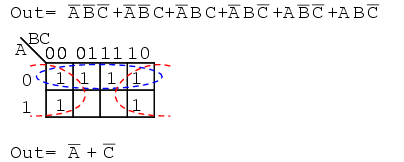 Out= A̅B̅C̅+A̅B̅C+A̅BC+A̅BC̅+AB̅C̅+ABC̅
BC
A 00 01 11 10
0 1 1 1 1
1 1 1
Out= A̅ + C̅